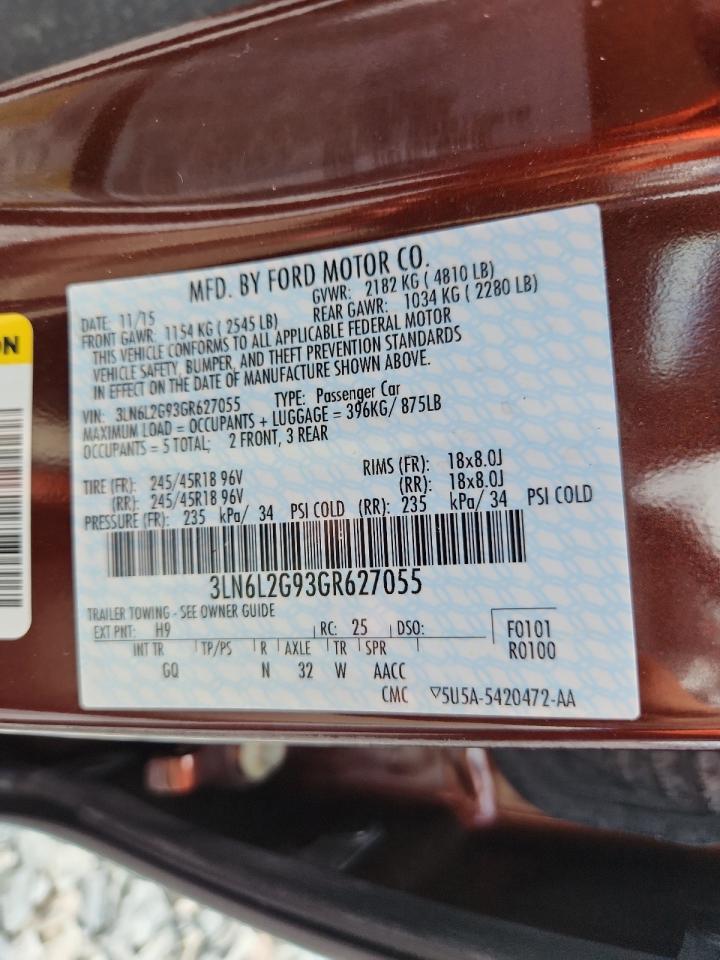 MFD. BY FORD MOTOR CO.
DATE: 11/15 GVWR: 2182 KG ( 4810 LB)
FRONT GAWR: 1154 KG ( 2545 LB) REAR GAWR: 1034 KG ( 2280 LB)
THIS VEHICLE CONFORMS TO ALL APPLICABLE FEDERAL MOTOR
VEHICLE SAFETY, BUMPER, AND THEFT PREVENTION STANDARDS
IN EFFECT ON THE DATE OF MANUFACTURE SHOWN ABOVE.
VIN: 3LN6L2G93GR627055 TYPE: Passenger Car
MAXIMUM LOAD = OCCUPANTS + LUGGAGE = 396KG/ 875LB
OCCUPANTS = 5 TOTAL; 2 FRONT, 3 REAR
TIRE (FR): 245/45R18 96V RIMS (FR): 18x8.0J
(RR): 245/45R18 96V (RR): 18x8.0J
PRESSURE (FR): 235 kPa/ 34 PSI COLD (RR): 235 kPa/ 34 PSI COLD
3LN6L2G93GR627055
TRAILER TOWING - SEE OWNER GUIDE
EXT PNT: H9 RC: 25 DSO: F0101
INT TR TP/PS R AXLE TR SPR R0100
GQ N 32 W AACC
CMC ▽5U5A-5420472-AA
ON